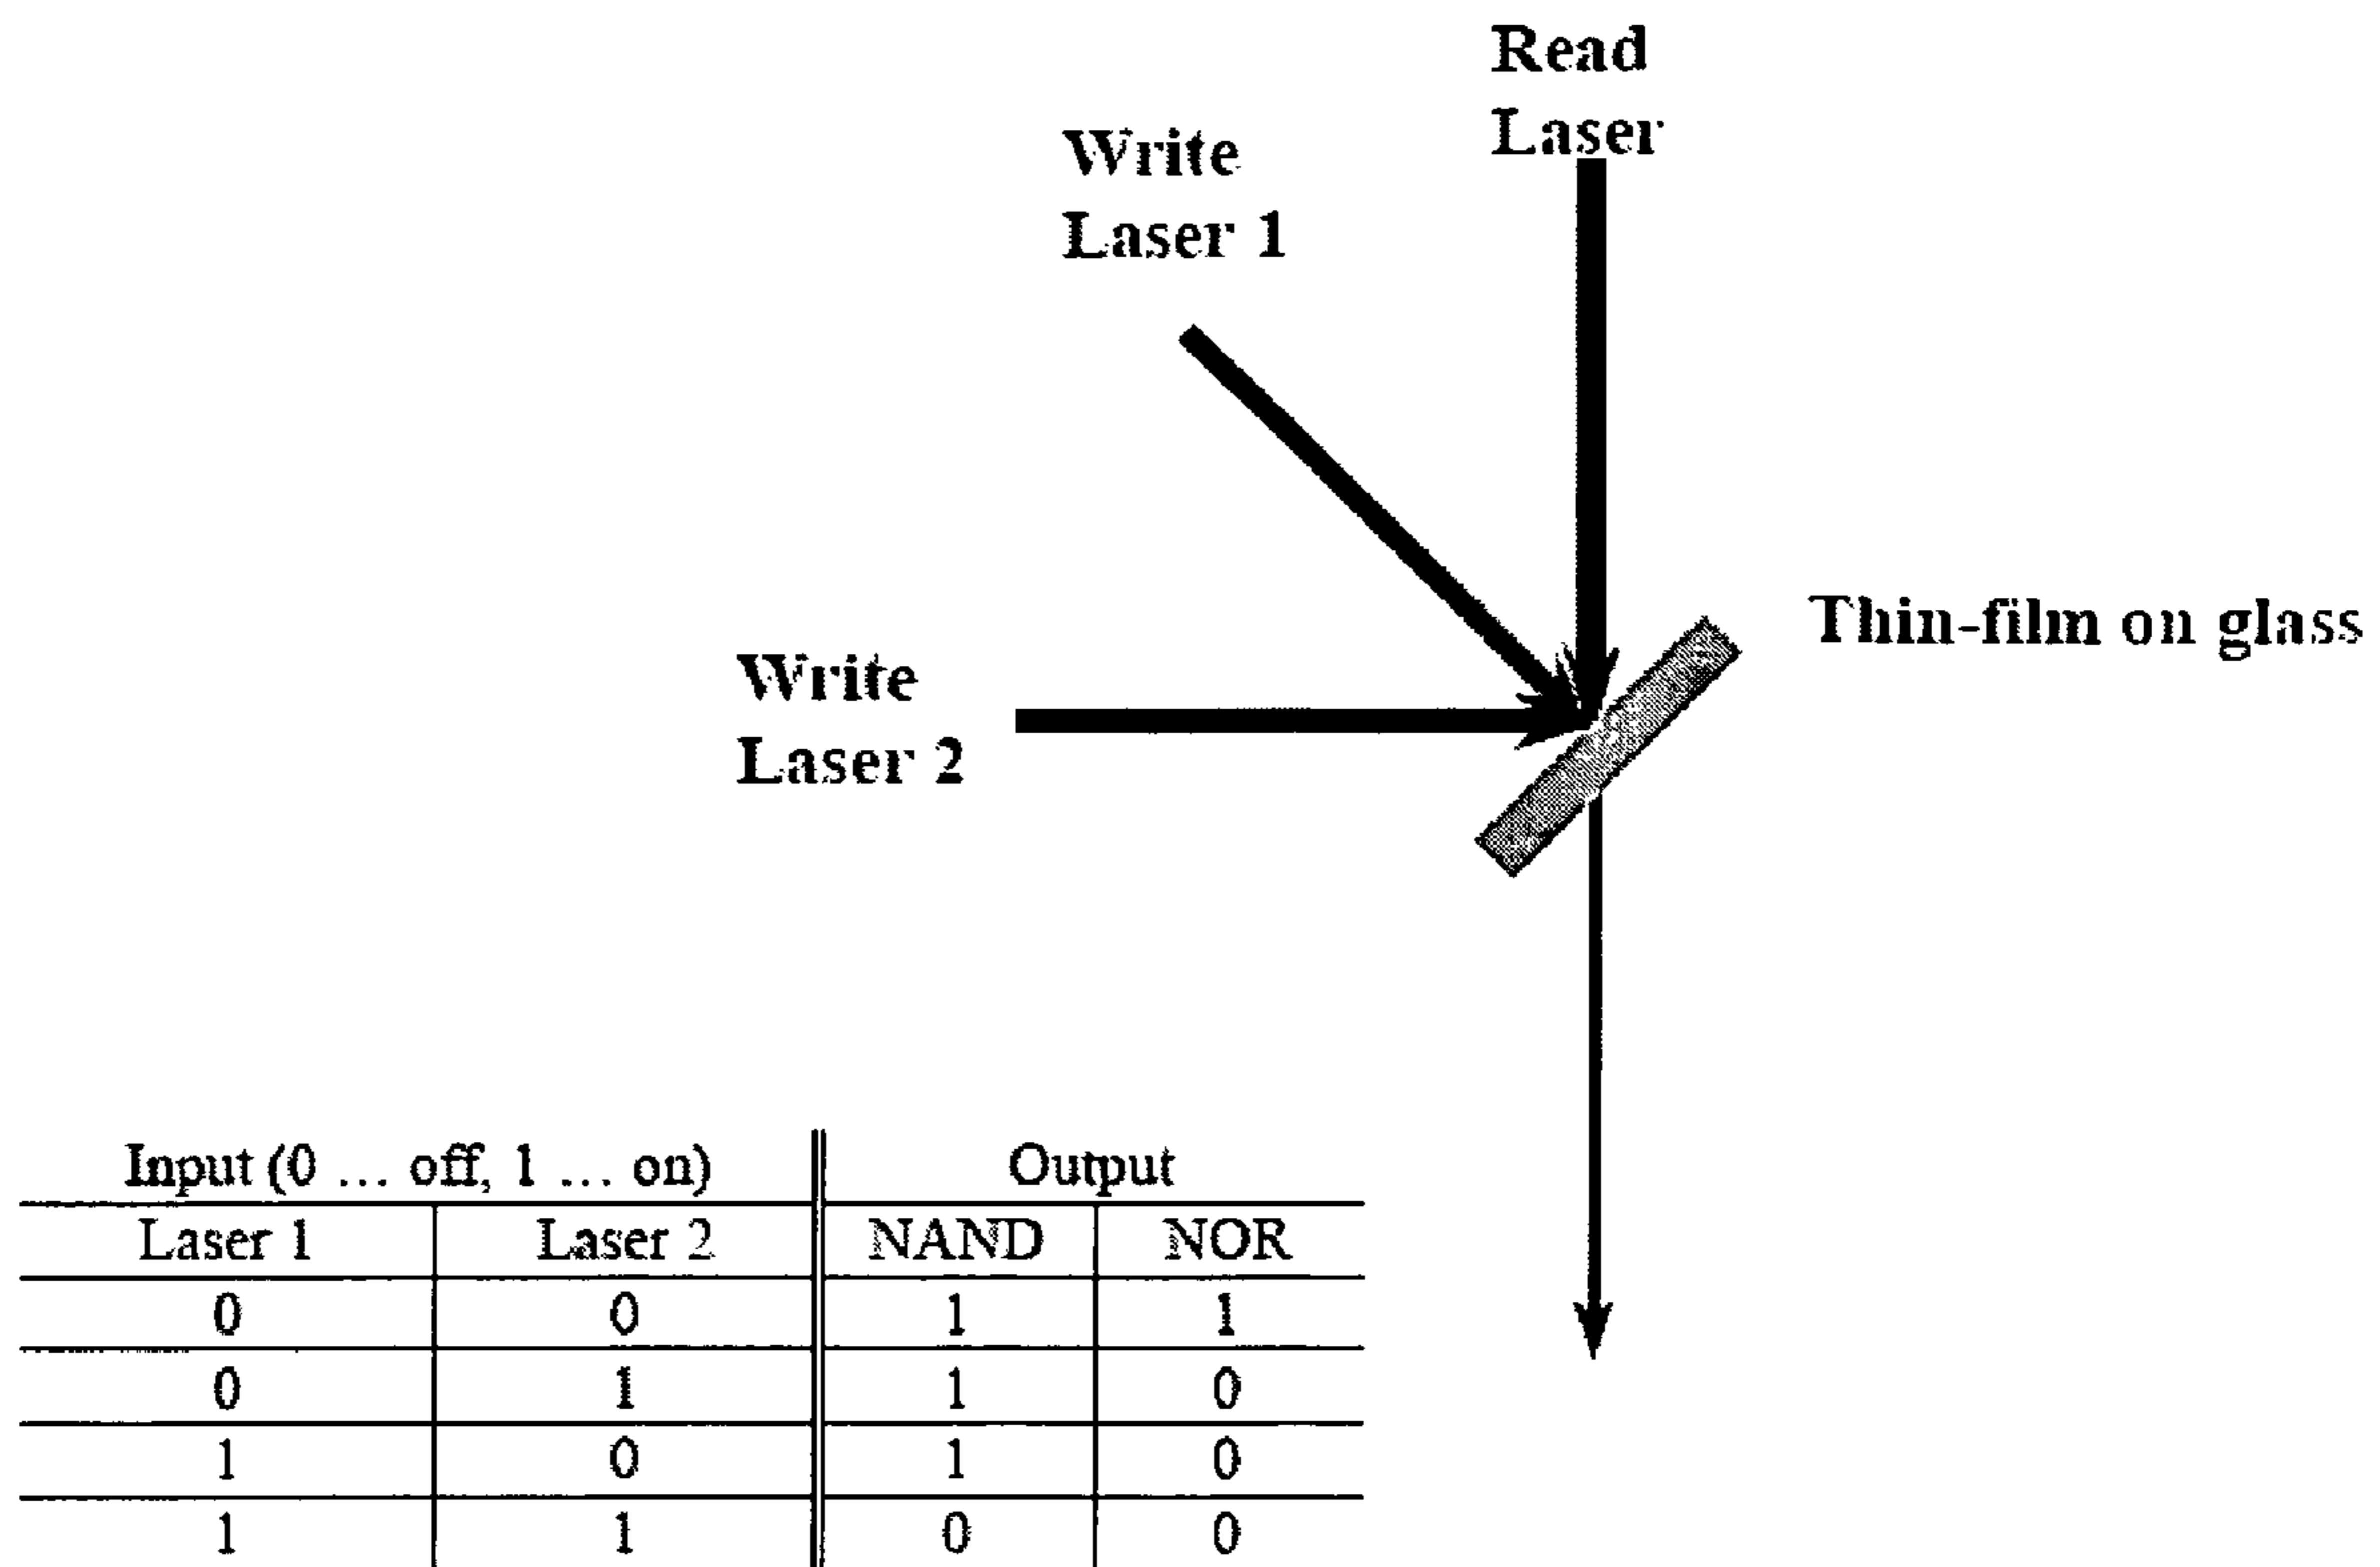 Read
Laser
Write
Laser 1
Thin-film on glass
Write
Laser 2
Input (0 ... off, 1 ... on) Output
Laser 1 Laser 2 NAND NOR
0 0 1 1
0 1 1 0
1 0 1 0
1 1 0 0